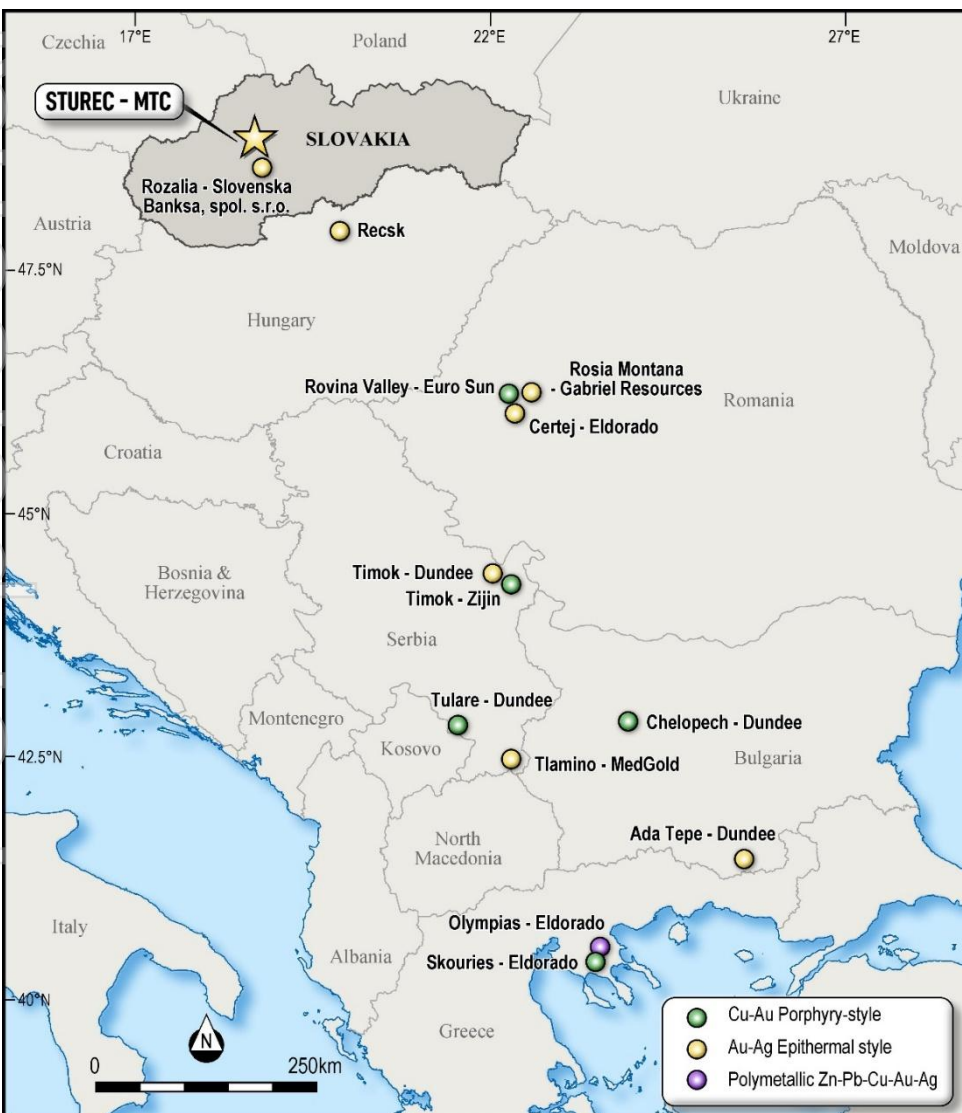 17°E
22°E
27°E
Czechia
Poland
Ukraine
STUREC - MTC
SLOVAKIA
Rozalia - Slovenska
Banksa, spol. s.r.o.
Austria
Recsk
Moldova
47.5°N
Hungary
Rosia Montana
- Gabriel Resources
Rovina Valley - Euro Sun
Romania
Certej - Eldorado
Croatia
45°N
Bosnia &
Herzegovina
Timok - Dundee
Timok - Zijin
Serbia
Tulare - Dundee
Montenegro
Chelopech - Dundee
Kosovo
42.5°N
Tlamino - MedGold
Bulgaria
North
Macedonia
Ada Tepe - Dundee
Italy
Olympias - Eldorado
Albania
Skouries - Eldorado
40°N
Greece
N
0
250km
Cu-Au Porphyry-style
Au-Ag Epithermal style
Polymetallic Zn-Pb-Cu-Au-Ag